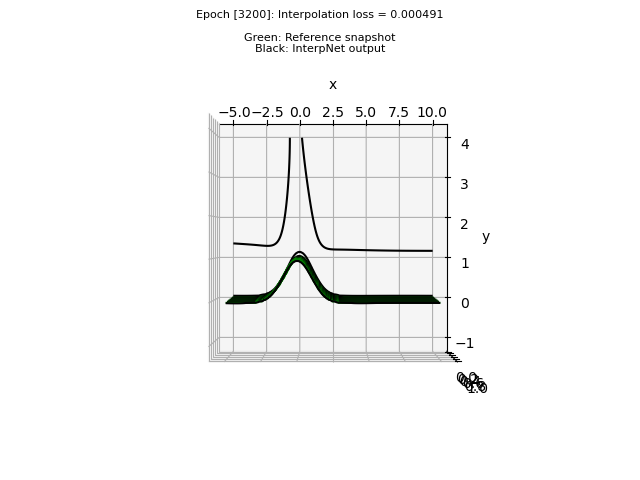 Epoch [3200]: Interpolation loss = 0.000491
Green: Reference snapshot
Black: InterpNet output
x
−5.0 −2.5 0.0 2.5 5.0 7.5 10.0
4
3
2
y
1
0
−1